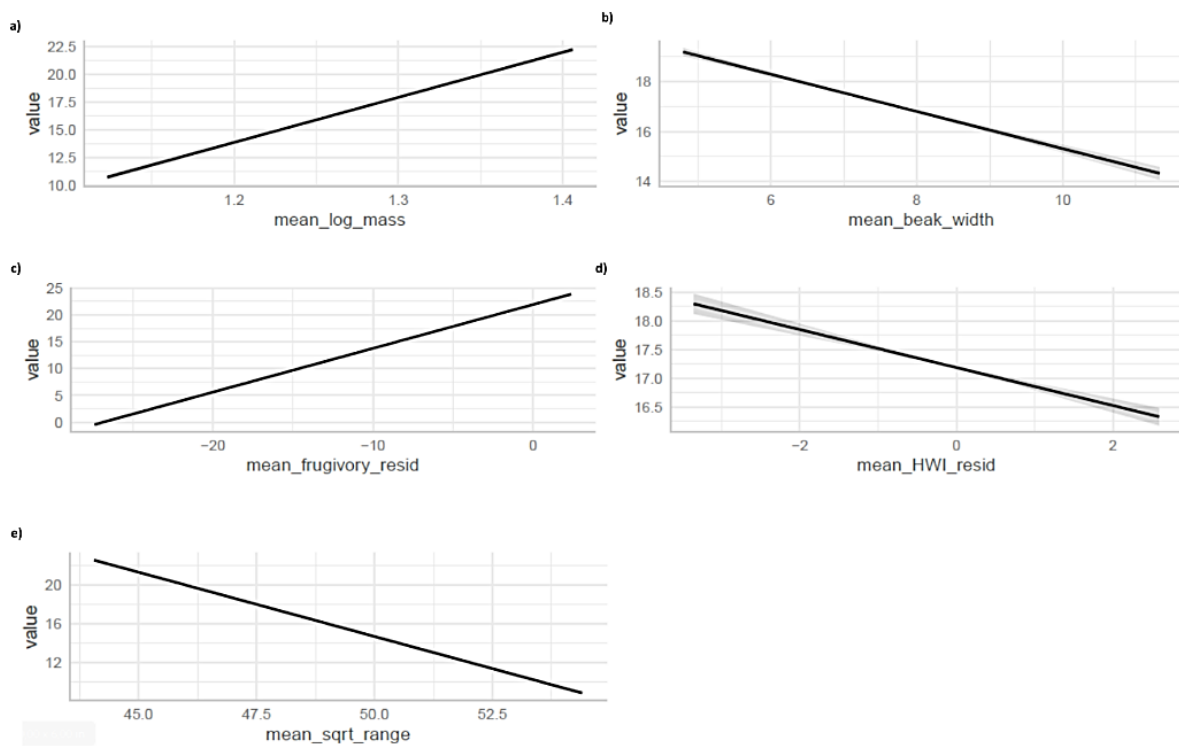 a)
22.5
20.0
17.5
15.0
12.5
10.0
value
1.2 1.3 1.4
mean_log_mass
b)
18
16
14
value
6 8 10
mean_beak_width
c)
25
20
15
10
5
0
value
−20 −10 0
mean_frugivory_resid
d)
18.5
18.0
17.5
17.0
16.5
value
−2 0 2
mean_HWI_resid
e)
20
16
12
value
45.0 47.5 50.0 52.5
mean_sqrt_range